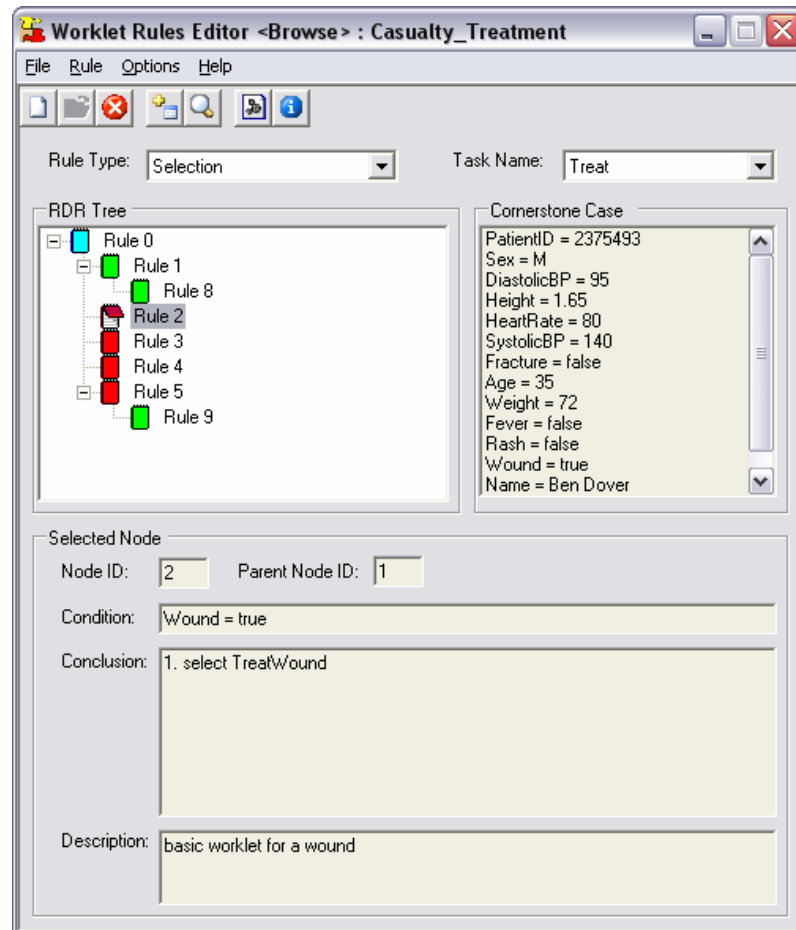 Worklet Rules Editor <Browse> : Casualty_Treatment
File Rule Options Help
Rule Type: Selection Task Name: Treat
RDR Tree
Rule 0
Rule 1
Rule 8
Rule 2
Rule 3
Rule 4
Rule 5
Rule 9
Cornerstone Case
PatientID = 2375493
Sex = M
DiastolicBP = 95
Height = 1.65
HeartRate = 80
SystolicBP = 140
Fracture = false
Age = 35
Weight = 72
Fever = false
Rash = false
Wound = true
Name = Ben Dover
Selected Node
Node ID: 2 Parent Node ID: 1
Condition: Wound = true
Conclusion: 1. select TreatWound
Description: basic worklet for a wound